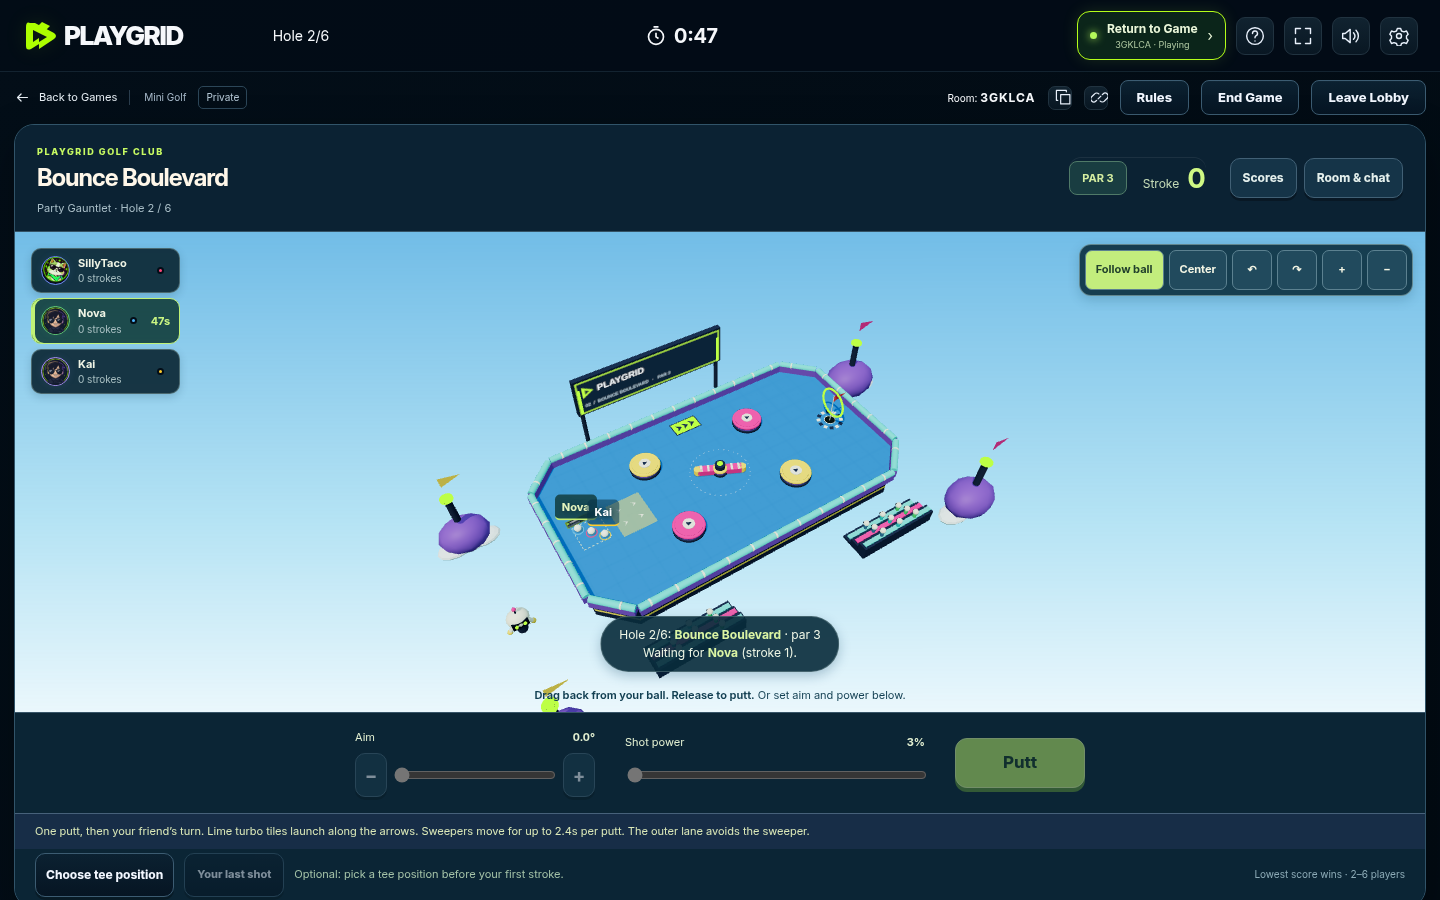 PLAYGRID
Hole 2/6
0:47
Return to Game
3GKLCA · Playing
Back to Games
Mini Golf
Private
Room: 3GKLCA
Rules
End Game
Leave Lobby
PLAYGRID GOLF CLUB
Bounce Boulevard
Party Gauntlet · Hole 2 / 6
PAR 3
Stroke 0
Scores
Room & chat
SillyTaco
0 strokes
Nova
0 strokes
47s
Kai
0 strokes
Follow ball
Center
PLAYGRID
02 / BOUNCE BOULEVARD · PAR 3
Nova
Kai
Hole 2/6: Bounce Boulevard · par 3
Waiting for Nova (stroke 1).
Drag back from your ball. Release to putt. Or set aim and power below.
Aim
0.0°
Shot power
3%
Putt
One putt, then your friend’s turn. Lime turbo tiles launch along the arrows. Sweepers move for up to 2.4s per putt. The outer lane avoids the sweeper.
Choose tee position
Your last shot
Optional: pick a tee position before your first stroke.
Lowest score wins · 2–6 players